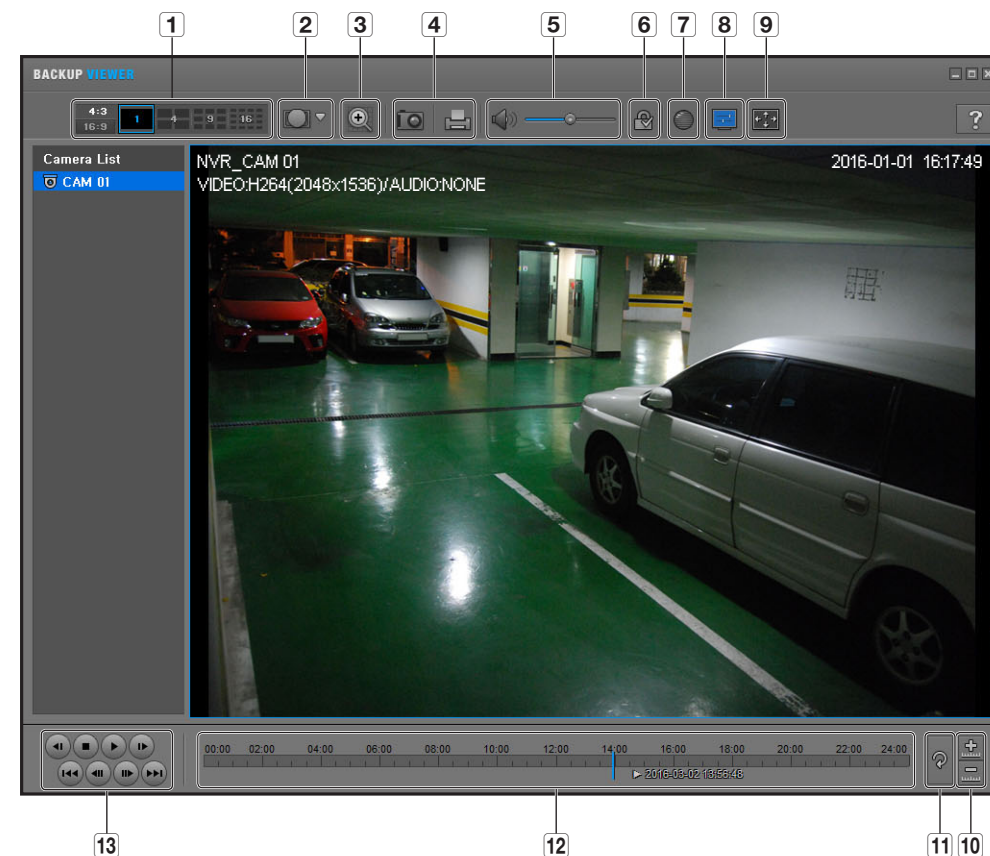 1 2 3 4 5 6 7 8 9
BACKUP VIEWER
4:3
16:9
1 4 9 16
?
Camera List
CAM 01
NVR_CAM 01
2016-01-01 16:17:49
VIDEO:H264(2048x1536)/AUDIO:NONE
00:00 02:00 04:00 06:00 08:00 10:00 12:00 14:00 16:00 18:00 20:00 22:00 24:00
2016-03-02 13:56:48
13 12 11 10